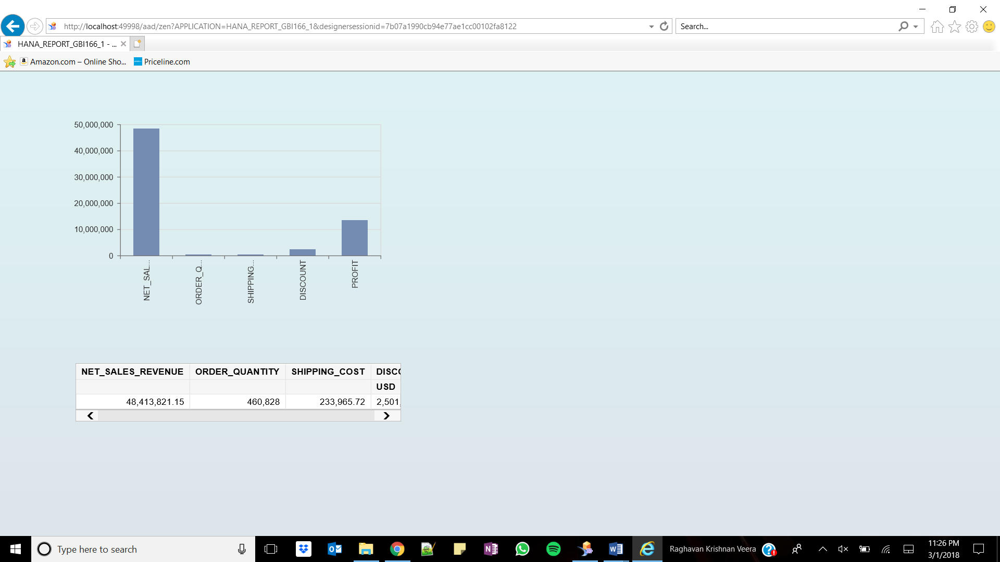 http://localhost:49998/aad/zen?APPLICATION=HANA_REPORT_GBI166_1&designersessionid=7b07a1990cb94e77ae1cc00102fa8122
Search...
HANA_REPORT_GBI166_1 - ...
Amazon.com – Online Sho...
Priceline.com
50,000,000
40,000,000
30,000,000
20,000,000
10,000,000
0
NET_SAL...
ORDER_Q...
SHIPPING...
DISCOUNT
PROFIT
NET_SALES_REVENUE ORDER_QUANTITY SHIPPING_COST DISCO
USD
48,413,821.15 460,828 233,965.72 2,501,
Type here to search
Raghavan Krishnan Veera
11:26 PM
3/1/2018